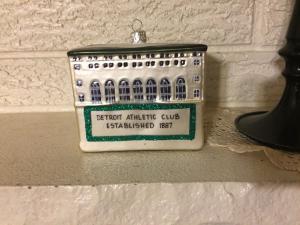 DETROIT ATHLETIC CLUB
ESTABLISHED 1887